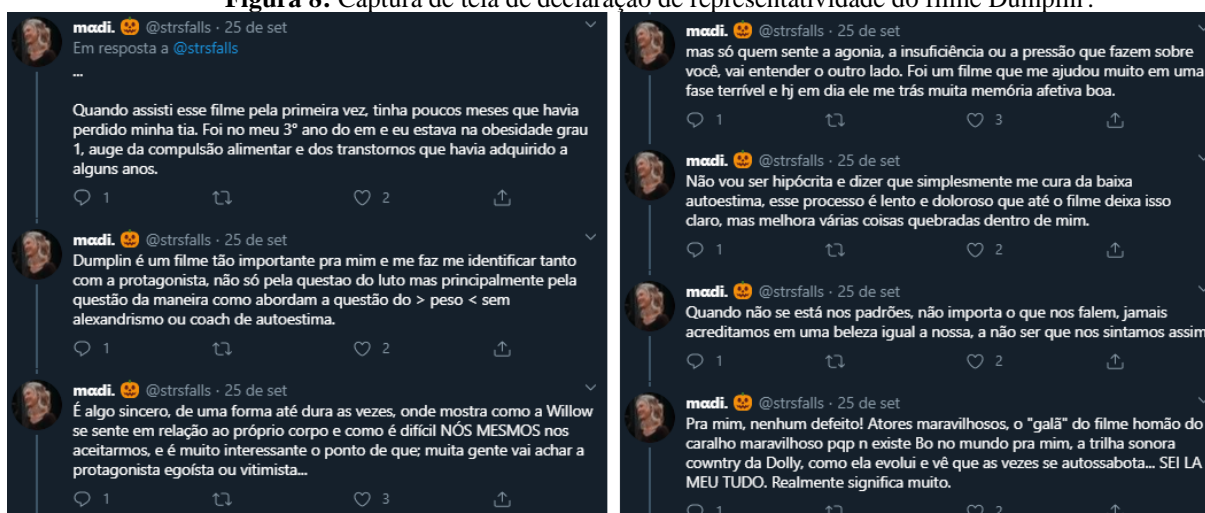 Figura 8: Captura de tela de declaração de representatividade do filme Dumplin'.
madi. 🎃 @strsfalls · 25 de set
Em resposta a @strsfalls
...
Quando assisti esse filme pela primeira vez, tinha poucos meses que havia
perdido minha tia. Foi no meu 3º ano do em e eu estava na obesidade grau
1, auge da compulsão alimentar e dos transtornos que havia adquirido a
alguns anos.
1 2
madi. 🎃 @strsfalls · 25 de set
Dumplin é um filme tão importante pra mim e me faz me identificar tanto
com a protagonista, não só pela questao do luto mas principalmente pela
questão da maneira como abordam a questão do > peso < sem
alexandrismo ou coach de autoestima.
1 2
madi. 🎃 @strsfalls · 25 de set
É algo sincero, de uma forma até dura as vezes, onde mostra como a Willow
se sente em relação ao próprio corpo e como é difícil NÓS MESMOS nos
aceitarmos, e é muito interessante o ponto de que; muita gente vai achar a
protagonista egoísta ou vitimista...
1 3
madi. 🎃 @strsfalls · 25 de set
mas só quem sente a agonia, a insuficiência ou a pressão que fazem sobre
você, vai entender o outro lado. Foi um filme que me ajudou muito em uma
fase terrível e hj em dia ele me trás muita memória afetiva boa.
1 3
madi. 🎃 @strsfalls · 25 de set
Não vou ser hipócrita e dizer que simplesmente me cura da baixa
autoestima, esse processo é lento e doloroso que até o filme deixa isso
claro, mas melhora várias coisas quebradas dentro de mim.
1 2
madi. 🎃 @strsfalls · 25 de set
Quando não se está nos padrões, não importa o que nos falem, jamais
acreditamos em uma beleza igual a nossa, a não ser que nos sintamos assim
1 2
madi. 🎃 @strsfalls · 25 de set
Pra mim, nenhum defeito! Atores maravilhosos, o "galã" do filme homão do
caralho maravilhoso pqp n existe Bo no mundo pra mim, a trilha sonora
cowntry da Dolly, como ela evolui e vê que as vezes se autossabota... SEI LA
MEU TUDO. Realmente significa muito.
1 2